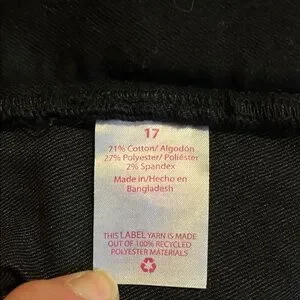 17
71% Cotton/ Algodón
27% Polyester/ Poliéster
2% Spandex
Made in/Hecho en
Bangladesh
THIS LABEL YARN IS MADE
OUT OF 100% RECYCLED
POLYESTER MATERIALS